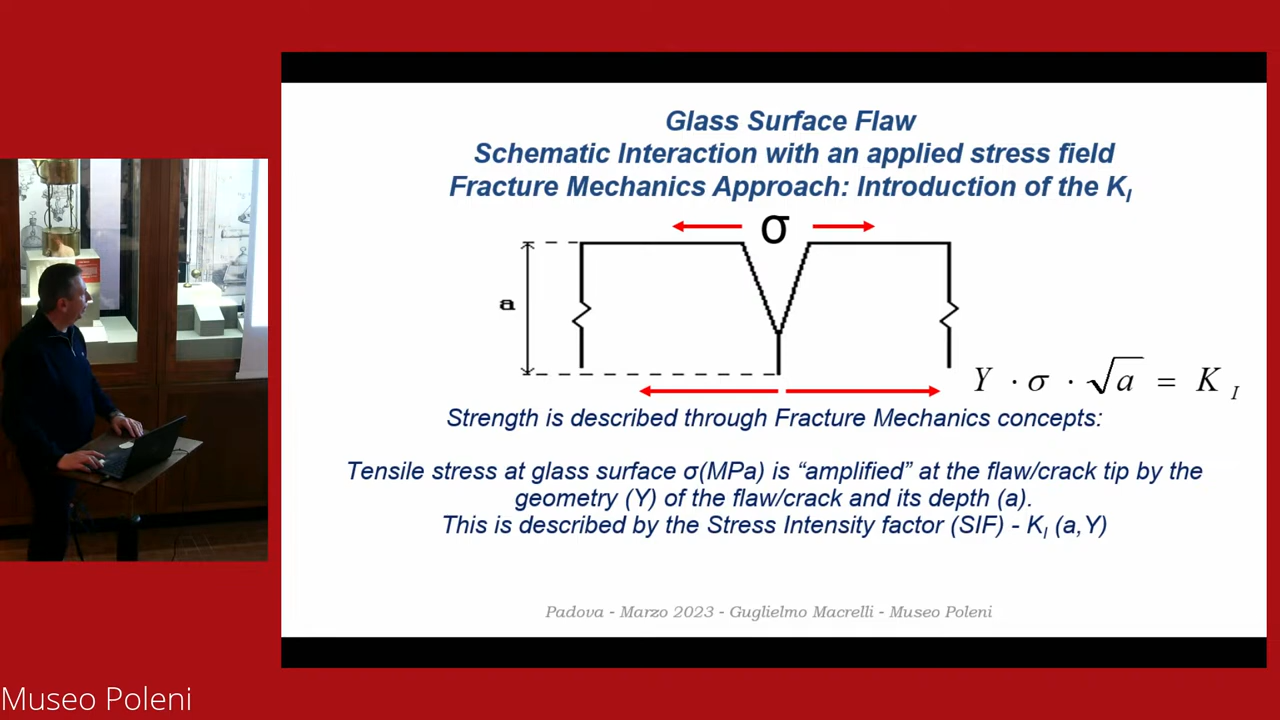 Glass Surface Flaw
Schematic Interaction with an applied stress field
Fracture Mechanics Approach: Introduction of the K_I
σ
a
Y · σ · √a = K_I
Strength is described through Fracture Mechanics concepts:
Tensile stress at glass surface σ(MPa) is “amplified” at the flaw/crack tip by the
geometry (Y) of the flaw/crack and its depth (a).
This is described by the Stress Intensity factor (SIF) - K_I (a,Y)
Padova - Marzo 2023 - Guglielmo Macrelli - Museo Poleni
Museo Poleni